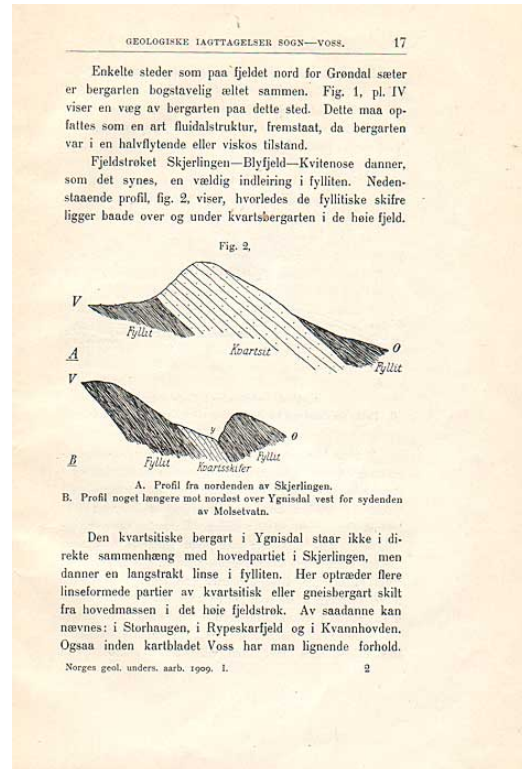 GEOLOGISKE IAGTTAGELSER SOGN—VOSS. 17
Enkelte steder som paa fjeldet nord for Grøndal sæter
er bergarten bogstavelig æltet sammen. Fig. 1, pl. IV
viser en væg av bergarten paa dette sted. Dette maa op-
fattes som en art fluidalstruktur, fremstaat, da bergarten
var i en halvflytende eller viskos tilstand.
Fjeldstrøket Skjerlingen—Blyfjeld—Kvitenose danner,
som det synes, en vældig indleiring i fylliten. Neden-
staaende profil, fig. 2, viser, hvorledes de fyllitiske skifre
ligger baade over og under kvartsbergarten i de høie fjeld.
Fig. 2,
V
Fyllit
Kvartsit
O
Fyllit
A
V
y
O
B
Fyllit
Kvartsskifer
Fyllit
A. Profil fra nordenden av Skjerlingen.
B. Profil noget længere mot nordøst over Ygnisdal vest for sydenden
av Molsetvatn.
Den kvartsitiske bergart i Ygnisdal staar ikke i di-
rekte sammenhæng med hovedpartiet i Skjerlingen, men
danner en langstrakt linse i fylliten. Her optræder flere
linseformede partier av kvartsitisk eller gneisbergart skilt
fra hovedmassen i det høie fjeldstrøk. Av saadanne kan
nævnes: i Storhaugen, i Rypeskarfjeld og i Kvannhovden.
Ogsaa inden kartbladet Voss har man lignende forhold.
Norges geol. unders. aarb. 1909. I. 2